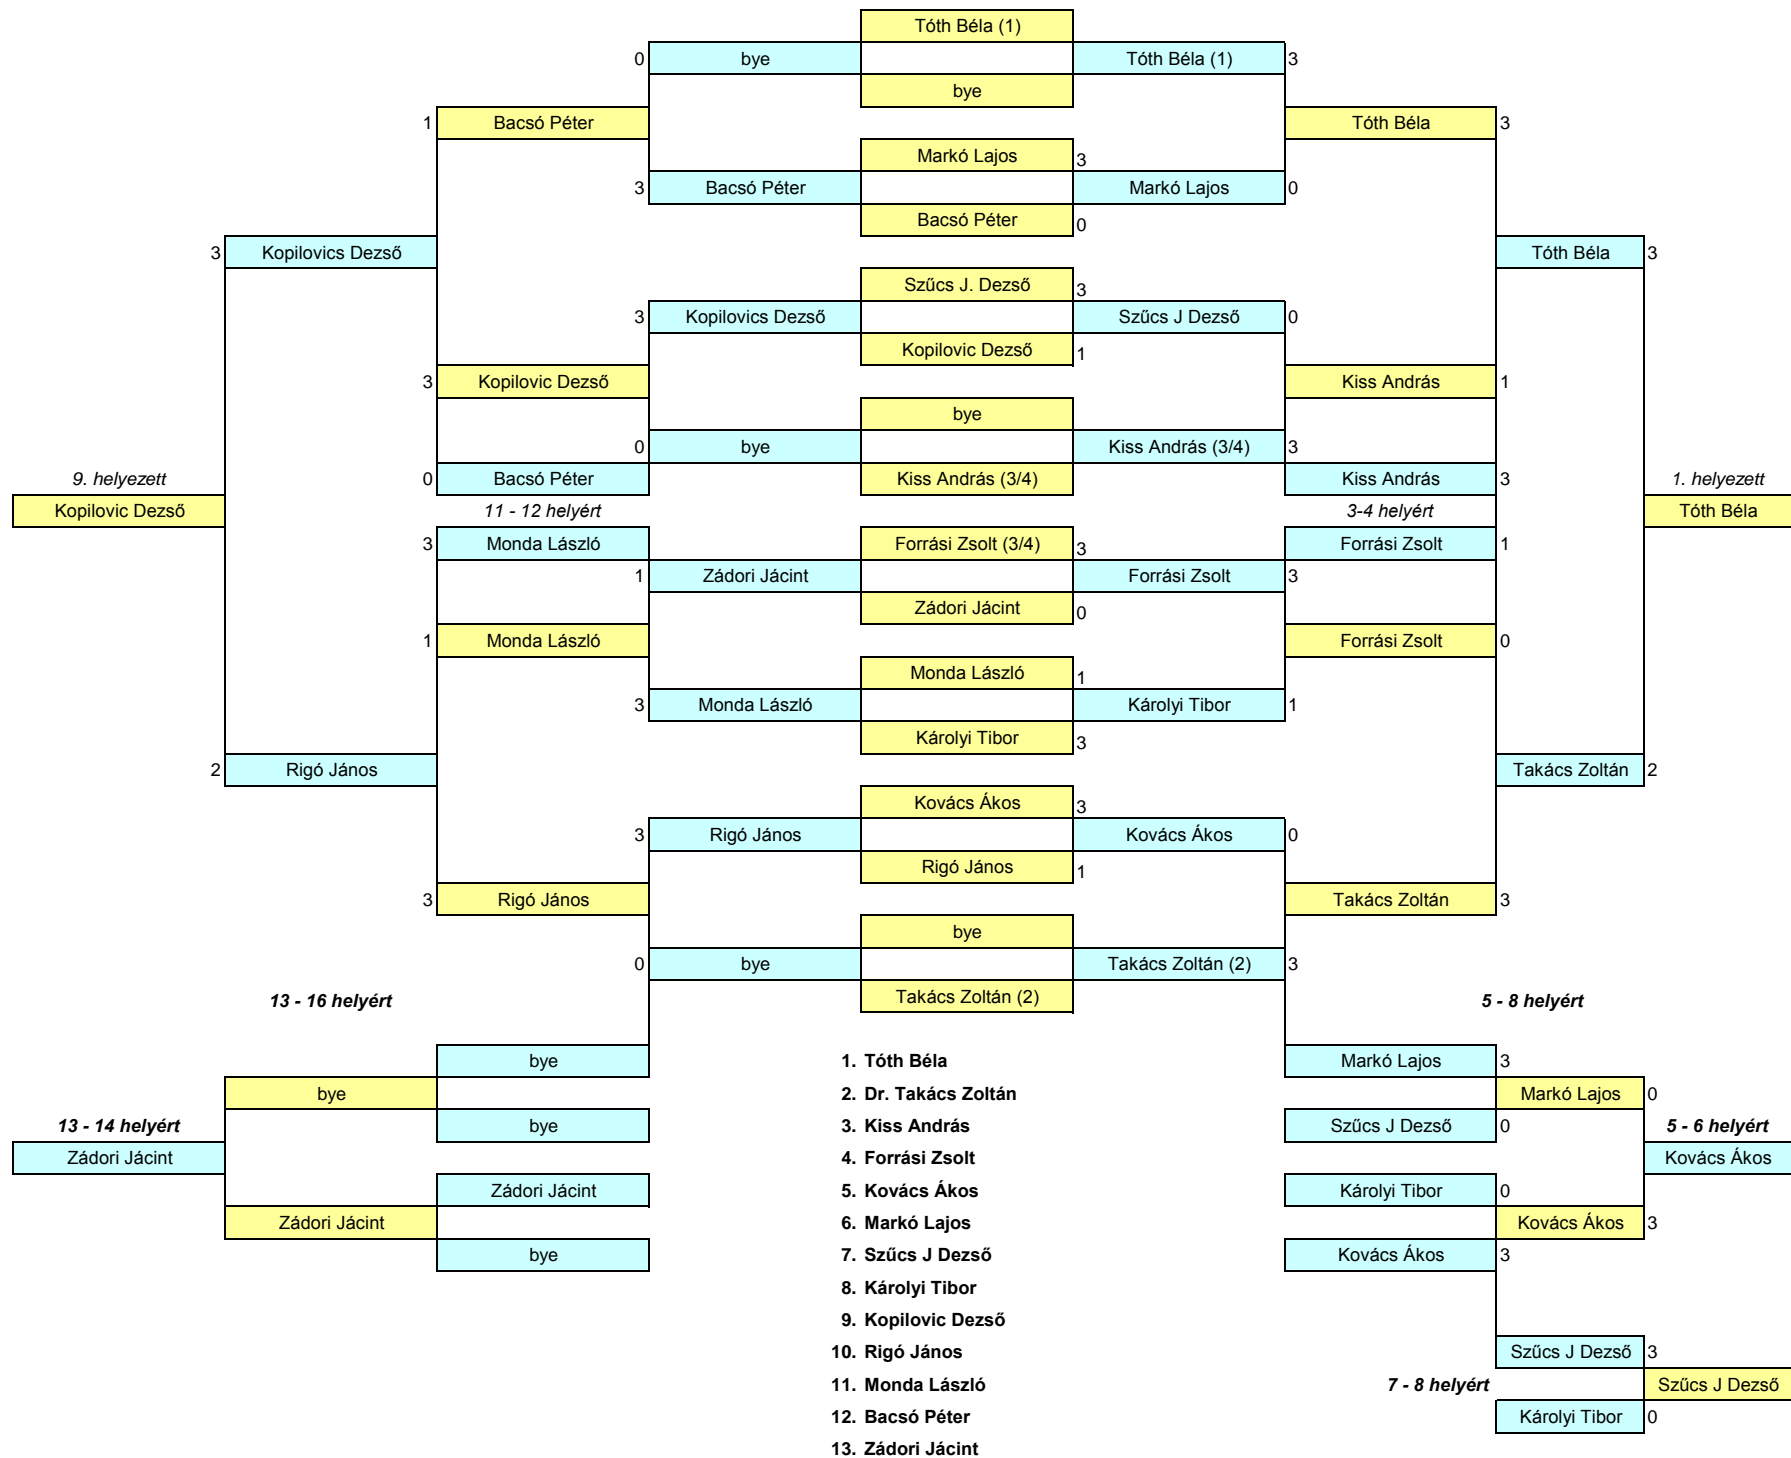 Tóth Béla (1)
0 bye Tóth Béla (1) 3
bye
1 Bacsó Péter Tóth Béla 3
Markó Lajos 3
3 Bacsó Péter Markó Lajos 0
Bacsó Péter 0
3 Kopilovics Dezső Tóth Béla 3
Szűcs J. Dezső 3
3 Kopilovics Dezső Szűcs J Dezső 0
Kopilovic Dezső 1
3 Kopilovic Dezső Kiss András 1
bye
0 bye Kiss András (3/4) 3
9. helyezett 0 Bacsó Péter Kiss András (3/4) Kiss András 3 1. helyezett
Kopilovic Dezső 11 - 12 helyért 3-4 helyért Tóth Béla
3 Monda László Forrási Zsolt (3/4) 3 Forrási Zsolt 1
1 Zádori Jácint Forrási Zsolt 3
Zádori Jácint 0
1 Monda László Forrási Zsolt 0
Monda László 1
3 Monda László Károlyi Tibor 1
Károlyi Tibor 3
2 Rigó János Takács Zoltán 2
Kovács Ákos 3
3 Rigó János Kovács Ákos 0
Rigó János 1
3 Rigó János Takács Zoltán 3
bye
0 bye Takács Zoltán (2) 3
13 - 16 helyért Takács Zoltán (2) 5 - 8 helyért
bye 1. Tóth Béla Markó Lajos 3
bye 2. Dr. Takács Zoltán Markó Lajos 0
13 - 14 helyért bye 3. Kiss András Szűcs J Dezső 0 5 - 6 helyért
Zádori Jácint 4. Forrási Zsolt Kovács Ákos
Zádori Jácint 5. Kovács Ákos Károlyi Tibor 0
Zádori Jácint 6. Markó Lajos Kovács Ákos 3
bye 7. Szűcs J Dezső Kovács Ákos 3
8. Károlyi Tibor
9. Kopilovic Dezső
10. Rigó János Szűcs J Dezső 3
11. Monda László 7 - 8 helyért Szűcs J Dezső
12. Bacsó Péter Károlyi Tibor 0
13. Zádori Jácint